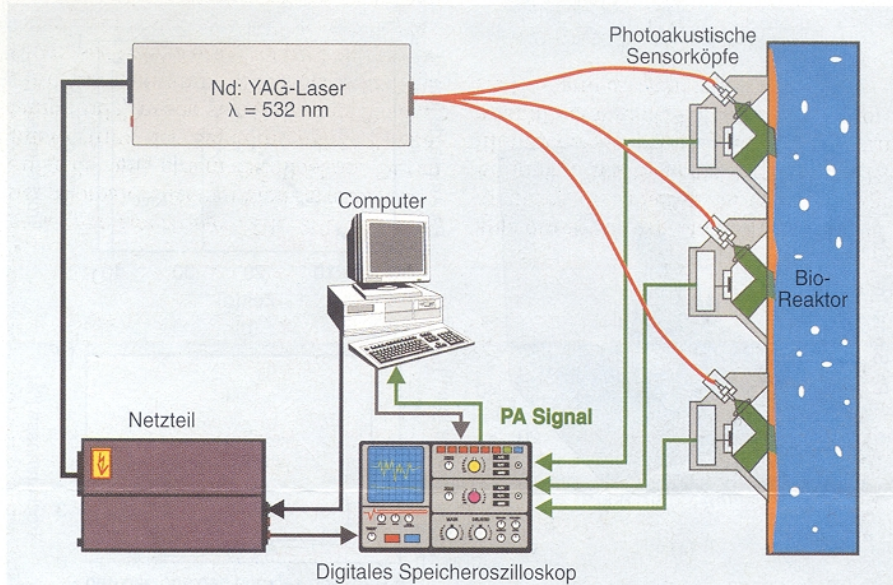 Photoakustische
Sensorköpfe
Nd: YAG-Laser
λ = 532 nm
Computer
Bio-
Reaktor
PA Signal
Netzteil
Digitales Speicheroszilloskop